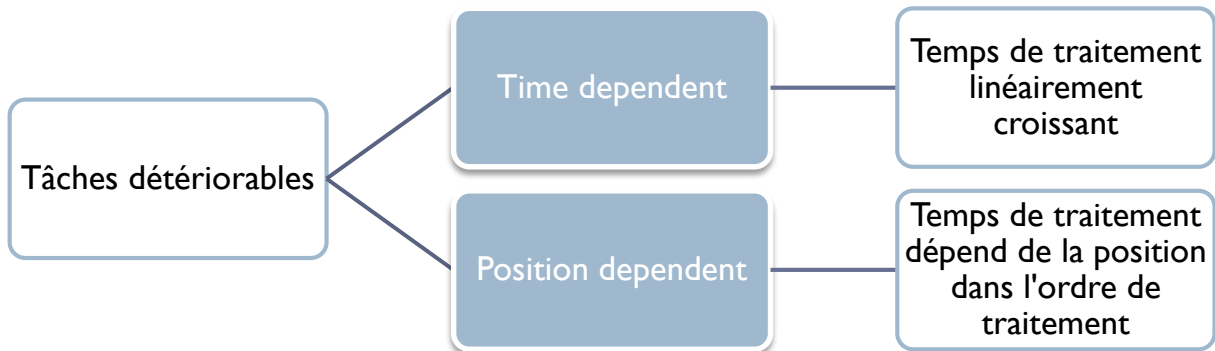 Tâches détériorables
Time dependent
Temps de traitement
linéairement
croissant
Position dependent
Temps de traitement
dépend de la position
dans l'ordre de
traitement